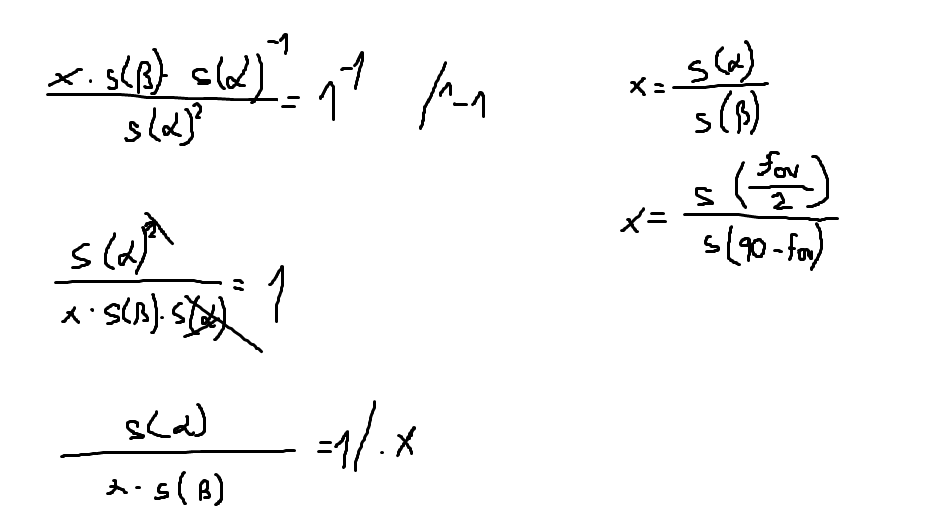 x · s(β) · s(α)⁻¹ / s(α)² = 1⁻¹ /^-1
s(α)² / x · s(β) · s(α) = 1
s(α) / x · s(β) = 1 / · x
x = s(α) / s(β)
x = s(fov/2) / s(90 - fov)